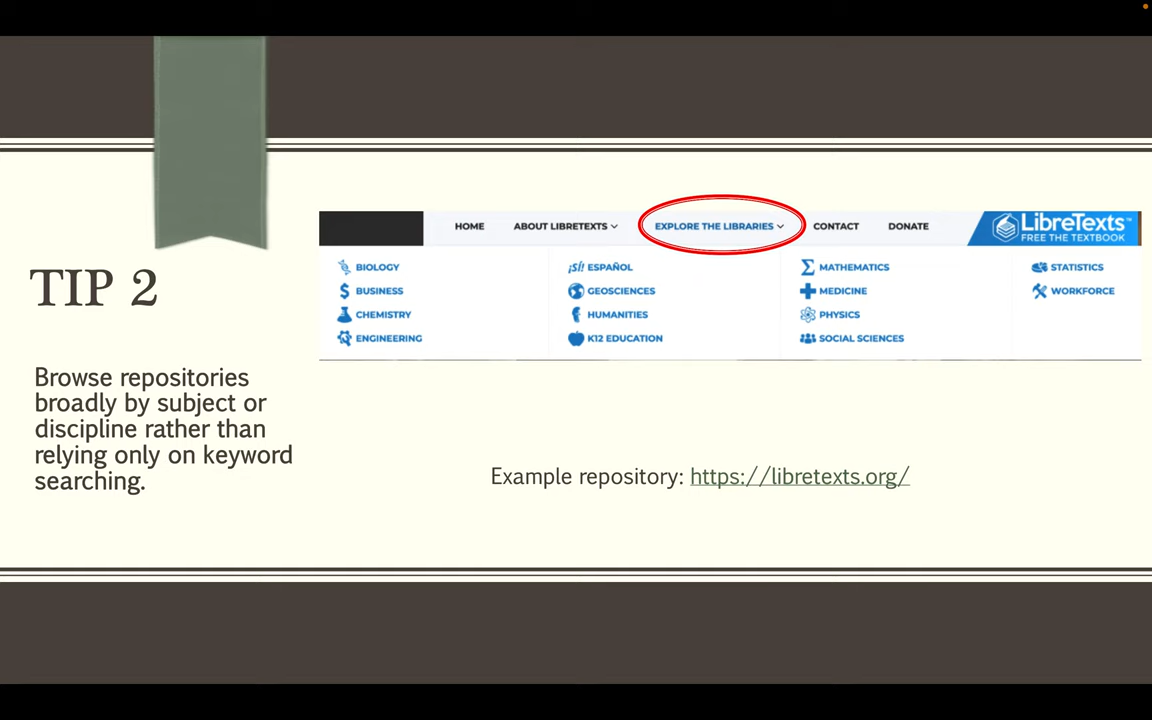 TIP 2
Browse repositories
broadly by subject or
discipline rather than
relying only on keyword
searching.
HOME ABOUT LIBRETEXTS EXPLORE THE LIBRARIES CONTACT DONATE
LibreTexts™
FREE THE TEXTBOOK
BIOLOGY ¡SÍ! ESPAÑOL MATHEMATICS STATISTICS
BUSINESS GEOSCIENCES MEDICINE WORKFORCE
CHEMISTRY HUMANITIES PHYSICS
ENGINEERING K12 EDUCATION SOCIAL SCIENCES
Example repository: https://libretexts.org/